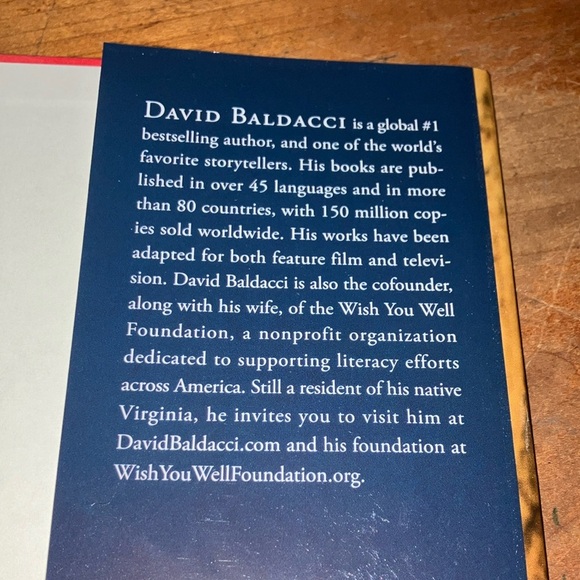 DAVID BALDACCI is a global #1
bestselling author, and one of the world's
favorite storytellers. His books are pub-
lished in over 45 languages and in more
than 80 countries, with 150 million cop-
ies sold worldwide. His works have been
adapted for both feature film and televi-
sion. David Baldacci is also the cofounder,
along with his wife, of the Wish You Well
Foundation, a nonprofit organization
dedicated to supporting literacy efforts
across America. Still a resident of his native
Virginia, he invites you to visit him at
DavidBaldacci.com and his foundation at
WishYouWellFoundation.org.